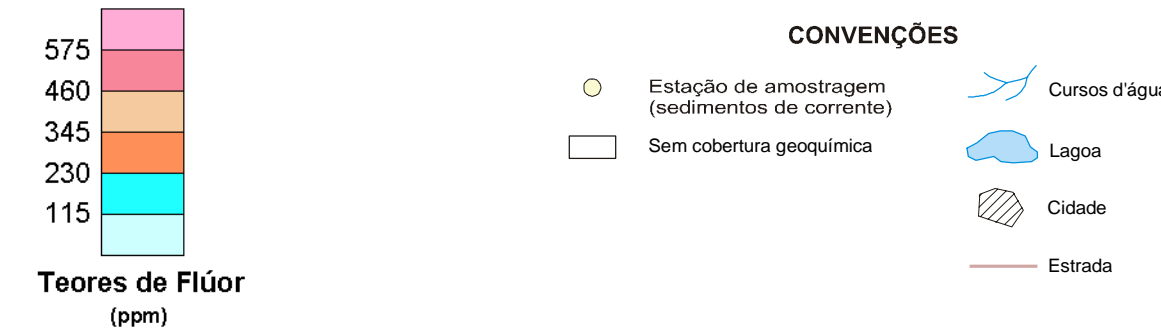 575
460
345
230
115
Teores de Flúor
(ppm)
CONVENÇÕES
Estação de amostragem
(sedimentos de corrente)
Sem cobertura geoquímica
Cursos d'água
Lagoa
Cidade
Estrada